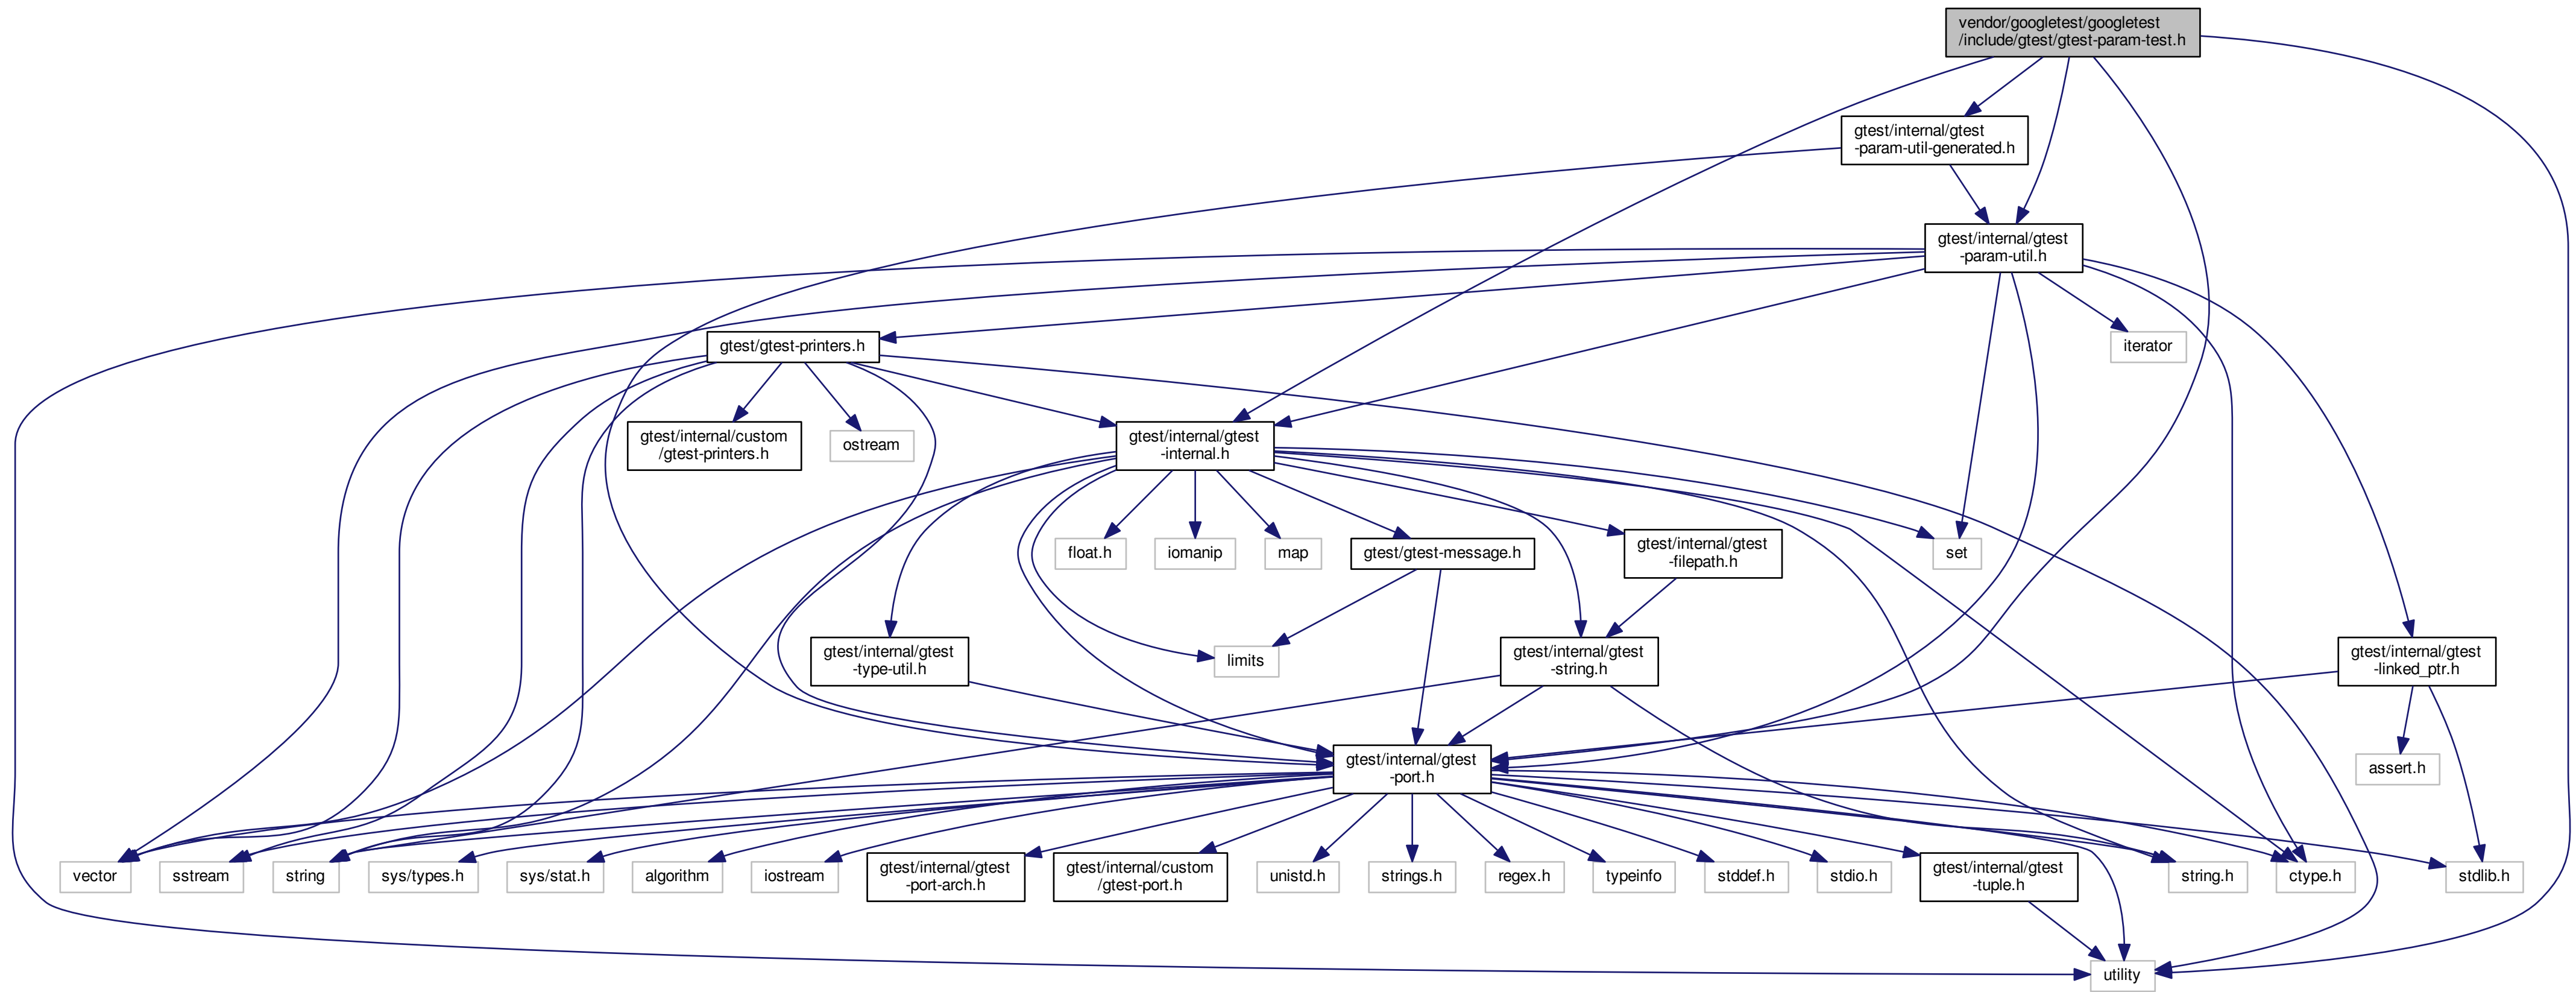 vendor/googletest/googletest
/include/gtest/gtest-param-test.h
gtest/internal/gtest
-param-util-generated.h
gtest/internal/gtest
-param-util.h
gtest/gtest-printers.h
iterator
gtest/internal/custom
/gtest-printers.h
ostream
gtest/internal/gtest
-internal.h
float.h
iomanip
map
gtest/gtest-message.h
gtest/internal/gtest
-filepath.h
set
gtest/internal/gtest
-type-util.h
limits
gtest/internal/gtest
-string.h
gtest/internal/gtest
-linked_ptr.h
gtest/internal/gtest
-port.h
assert.h
vector
sstream
string
sys/types.h
sys/stat.h
algorithm
iostream
gtest/internal/gtest
-port-arch.h
gtest/internal/custom
/gtest-port.h
unistd.h
strings.h
regex.h
typeinfo
stddef.h
stdio.h
gtest/internal/gtest
-tuple.h
string.h
ctype.h
stdlib.h
utility